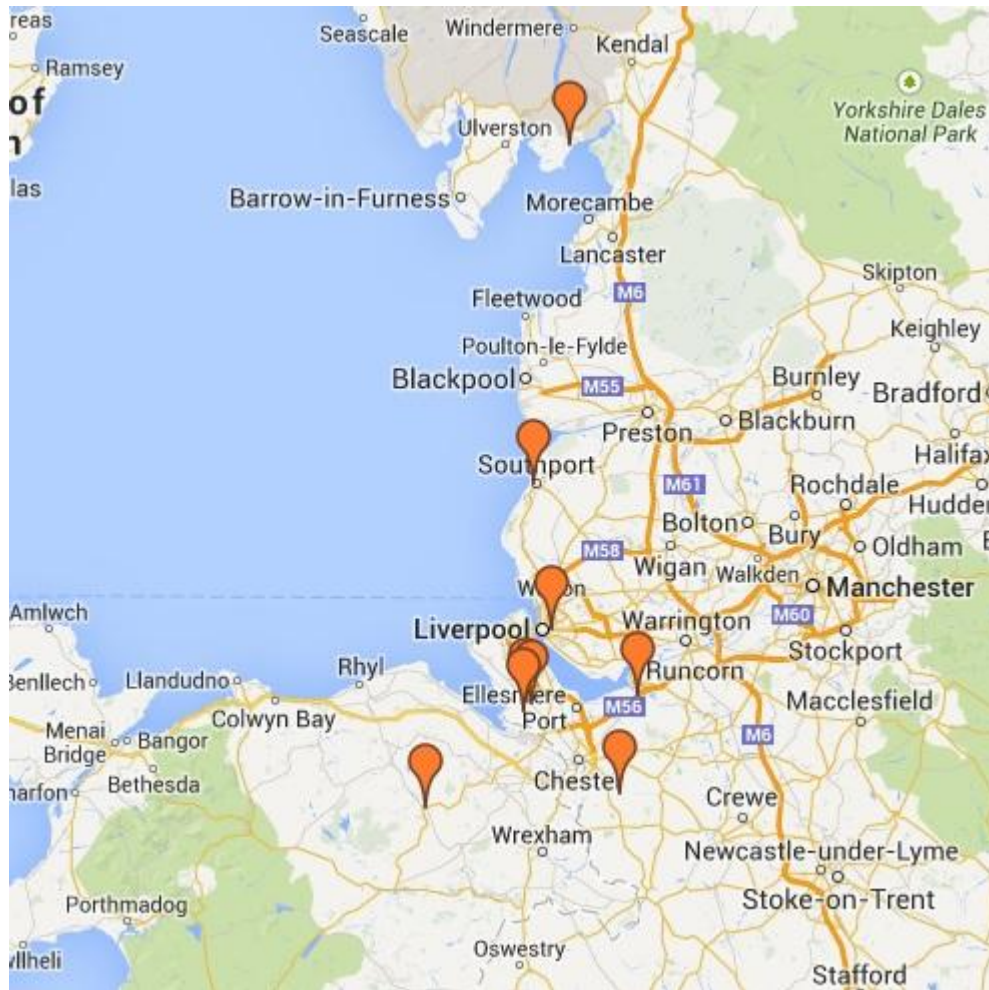 reas
Seascale
Windermere
Kendal
Ramsey
of
n
Yorkshire Dales
National Park
Ulverston
las
Barrow-in-Furness
Morecambe
Lancaster
Skipton
M6
Fleetwood
Keighley
Poulton-le-Fylde
Blackpool
M55
Burnley
Bradford
Preston
Blackburn
Southport
Halifax
M61
Rochdale
Hudder
Bolton
Bury
M58
Wigan
Walkden
Oldham
E
Manchester
Amlwch
M60
Liverpool
Warrington
Stockport
Rhyl
Runcorn
Benllech
Llandudno
Ellesmere
Port
M56
Macclesfield
Colwyn Bay
Menai
Bridge
Bangor
M6
Bethesda
Chester
narfon
Crewe
Wrexham
Newcastle-under-Lyme
Stoke-on-Trent
Porthmadog
Oswestry
vllheli
Stafford